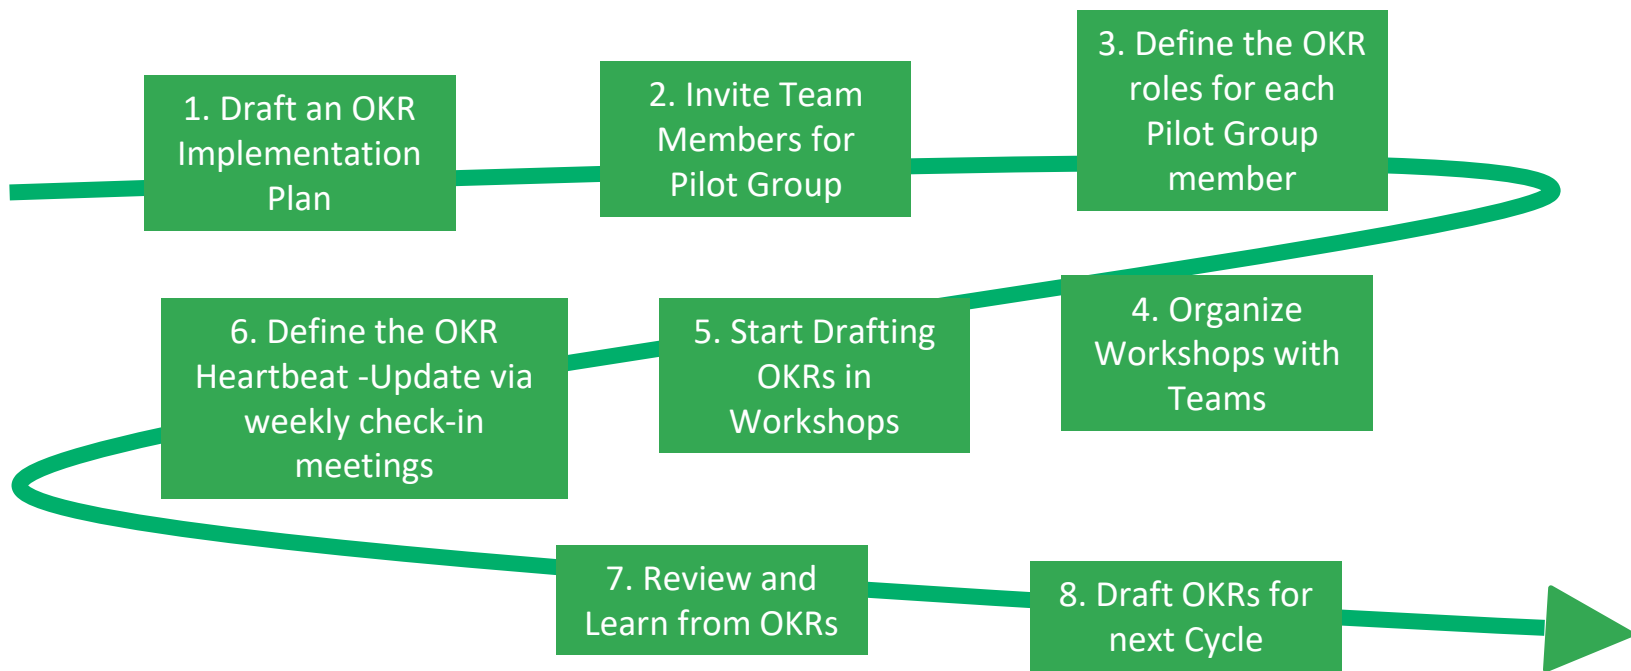 1. Draft an OKR
Implementation
Plan
2. Invite Team
Members for
Pilot Group
3. Define the OKR
roles for each
Pilot Group
member
4. Organize
Workshops with
Teams
5. Start Drafting
OKRs in
Workshops
6. Define the OKR
Heartbeat -Update via
weekly check-in
meetings
7. Review and
Learn from OKRs
8. Draft OKRs for
next Cycle